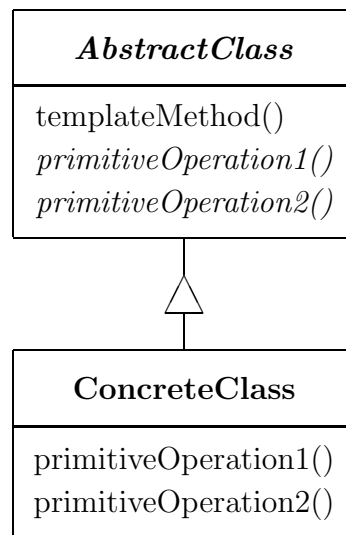 AbstractClass
templateMethod()
primitiveOperation1()
primitiveOperation2()
ConcreteClass
primitiveOperation1()
primitiveOperation2()